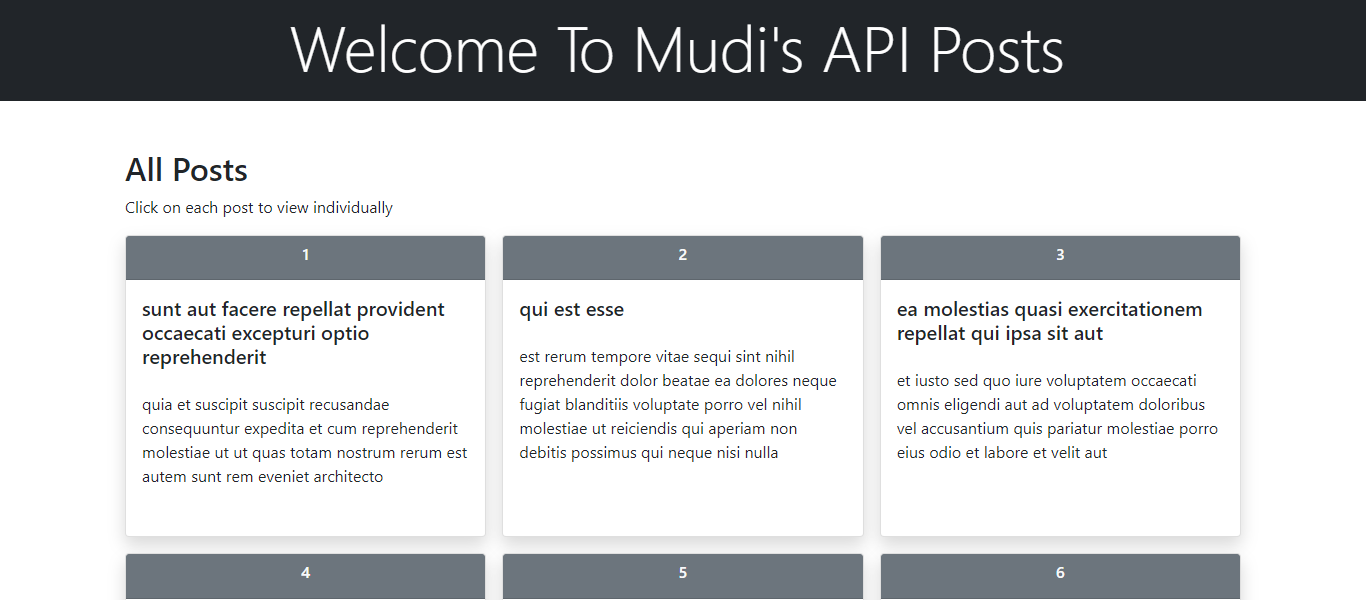 Welcome To Mudi's API Posts
All Posts
Click on each post to view individually
1
sunt aut facere repellat provident
occaecati excepturi optio
reprehenderit
quia et suscipit suscipit recusandae
consequuntur expedita et cum reprehenderit
molestiae ut ut quas totam nostrum rerum est
autem sunt rem eveniet architecto
2
qui est esse
est rerum tempore vitae sequi sint nihil
reprehenderit dolor beatae ea dolores neque
fugiat blanditiis voluptate porro vel nihil
molestiae ut reiciendis qui aperiam non
debitis possimus qui neque nisi nulla
3
ea molestias quasi exercitationem
repellat qui ipsa sit aut
et iusto sed quo iure voluptatem occaecati
omnis eligendi aut ad voluptatem doloribus
vel accusantium quis pariatur molestiae porro
eius odio et labore et velit aut
4
5
6